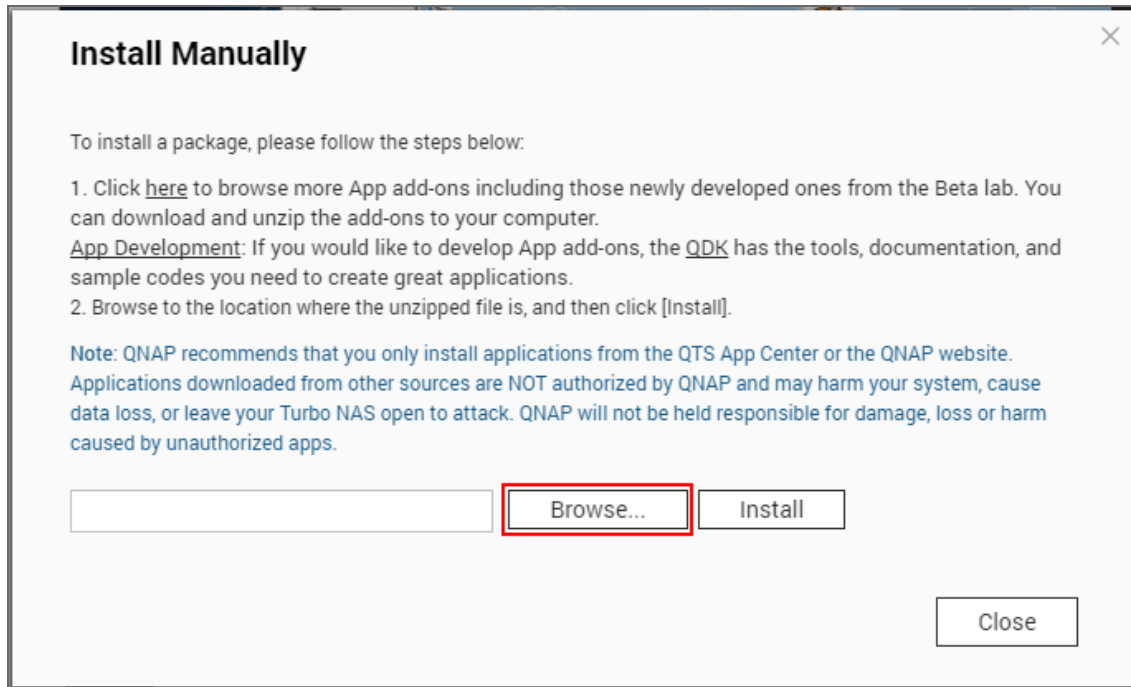 Install Manually
To install a package, please follow the steps below:
1. Click here to browse more App add-ons including those newly developed ones from the Beta lab. You
can download and unzip the add-ons to your computer.
App Development: If you would like to develop App add-ons, the QDK has the tools, documentation, and
sample codes you need to create great applications.
2. Browse to the location where the unzipped file is, and then click [Install].
Note: QNAP recommends that you only install applications from the QTS App Center or the QNAP website.
Applications downloaded from other sources are NOT authorized by QNAP and may harm your system, cause
data loss, or leave your Turbo NAS open to attack. QNAP will not be held responsible for damage, loss or harm
caused by unauthorized apps.
Browse... Install
Close